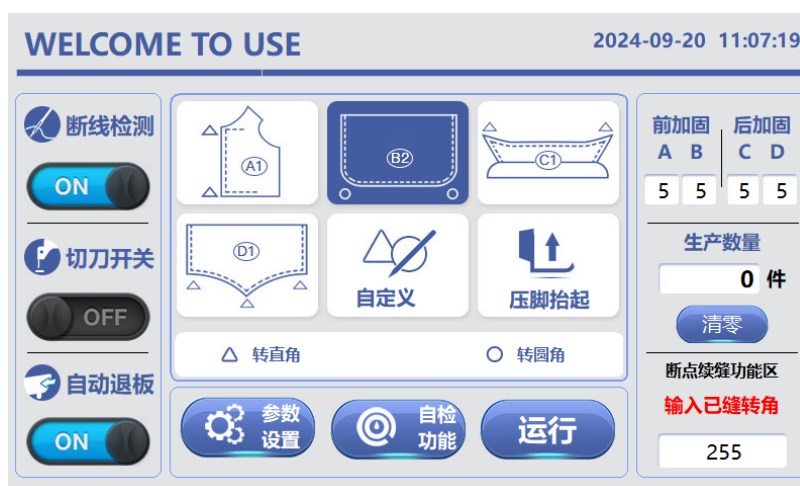 WELCOME TO USE
2024-09-20 11:07:19
断线检测
ON
切刀开关
OFF
自动退板
ON
A1
B2
C1
D1
自定义
压脚抬起
转直角
转圆角
参数
设置
自检
功能
运行
前加固 后加固
A B C D
5 5 5 5
生产数量
0 件
清零
断点续缝功能区
输入已缝转角
255